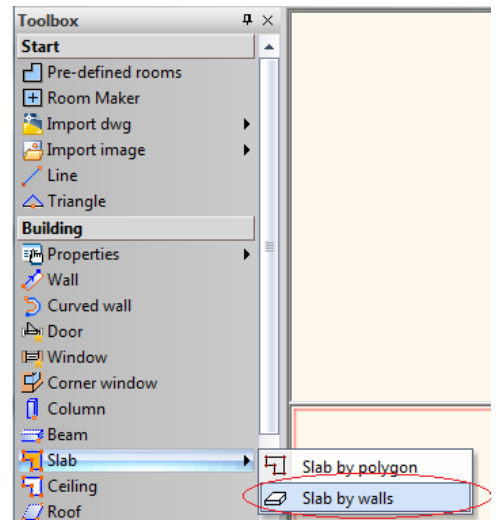 Toolbox
Start
Pre-defined rooms
Room Maker
Import dwg
Import image
Line
Triangle
Building
Properties
Wall
Curved wall
Door
Window
Corner window
Column
Beam
Slab
Slab by polygon
Ceiling
Slab by walls
Roof